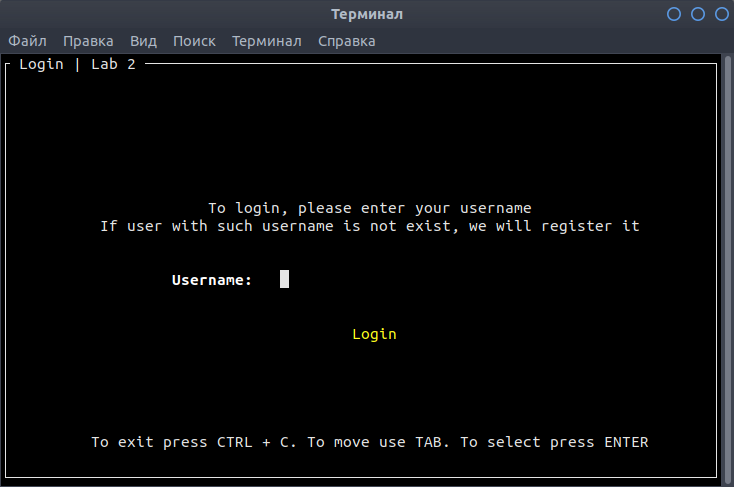 Терминал
Файл Правка Вид Поиск Терминал Справка
Login | Lab 2
To login, please enter your username
If user with such username is not exist, we will register it
Username:
Login
To exit press CTRL + C. To move use TAB. To select press ENTER